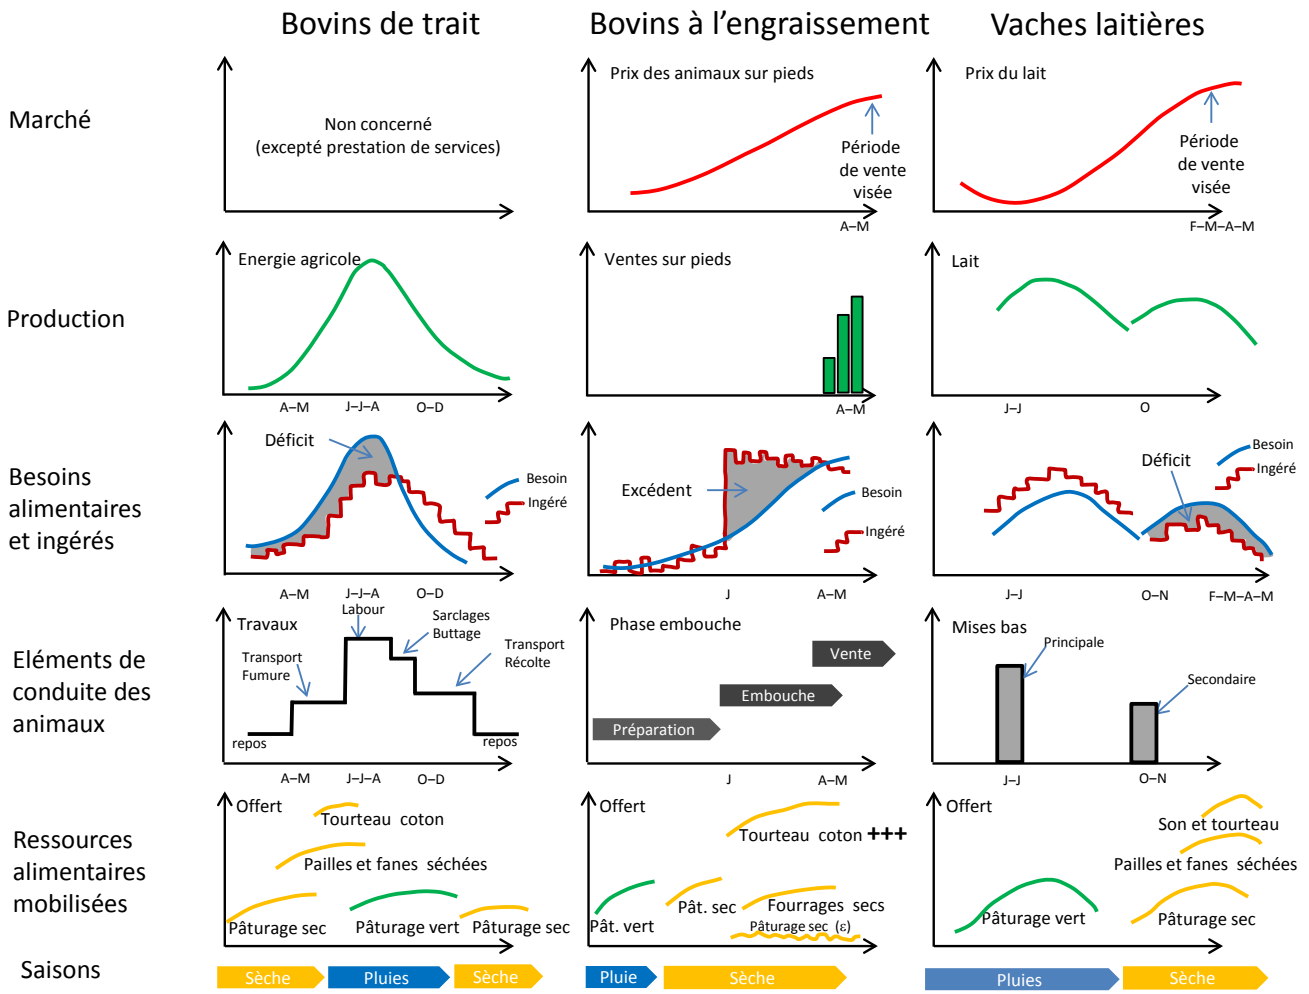 Bovins de trait
Bovins à l’engraissement
Vaches laitières
Marché
Non concerné
(excepté prestation de services)
Prix des animaux sur pieds
Période
de vente
visée
A–M
Prix du lait
Période
de vente
visée
F–M–A–M
Production
Energie agricole
A–M
J–J–A
O–D
Ventes sur pieds
A–M
Lait
J–J
O
Besoins
alimentaires
et ingérés
Déficit
Besoin
Ingéré
A–M
J–J–A
O–D
Excédent
Besoin
Ingéré
J
A–M
Déficit
Besoin
Ingéré
J–J
O–N
F–M–A–M
Eléments de
conduite des
animaux
Travaux
Labour
Sarclages
Buttage
Transport
Fumure
Transport
Récolte
repos
repos
A–M
J–J–A
O–D
Phase embouche
Vente
Embouche
Préparation
J
A–M
Mises bas
Principale
Secondaire
J–J
O–N
Ressources
alimentaires
mobilisées
Offert
Tourteau coton
Pailles et fanes séchées
Pâturage sec
Pâturage vert
Pâturage sec
Offert
Tourteau coton +++
Pât. vert
Pât. sec
Fourrages secs
Pâturage sec (ε)
Offert
Son et tourteau
Pailles et fanes séchées
Pâturage vert
Pâturage sec
Saisons
Sèche
Pluies
Sèche
Pluie
Sèche
Pluies
Sèche